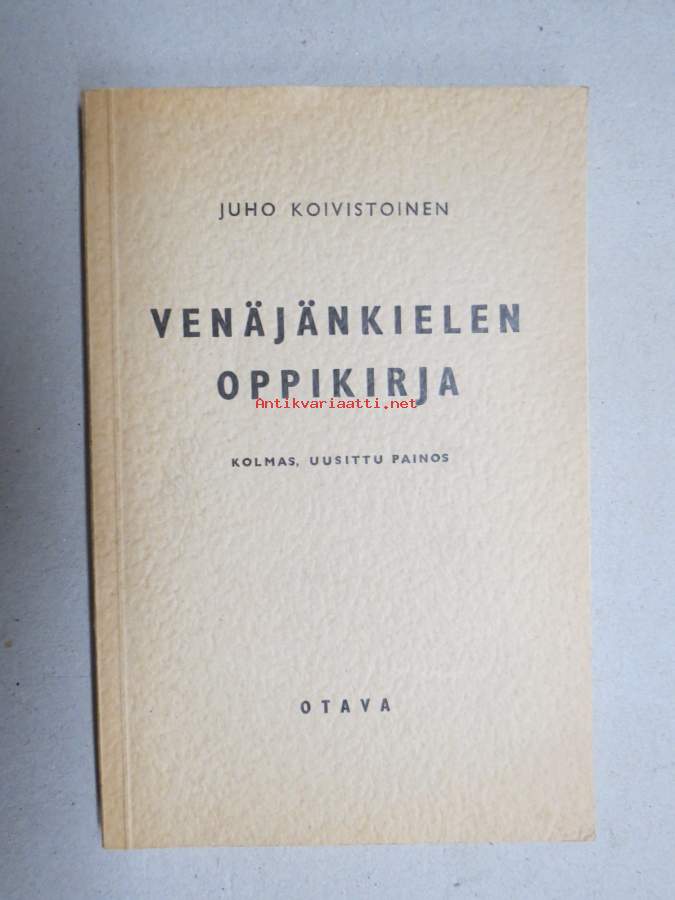 JUHO KOIVISTOINEN
VENÄJÄNKIELEN
OPPIKIRJA
Antikvariaatti.net
KOLMAS, UUSITTU PAINOS
OTAVA